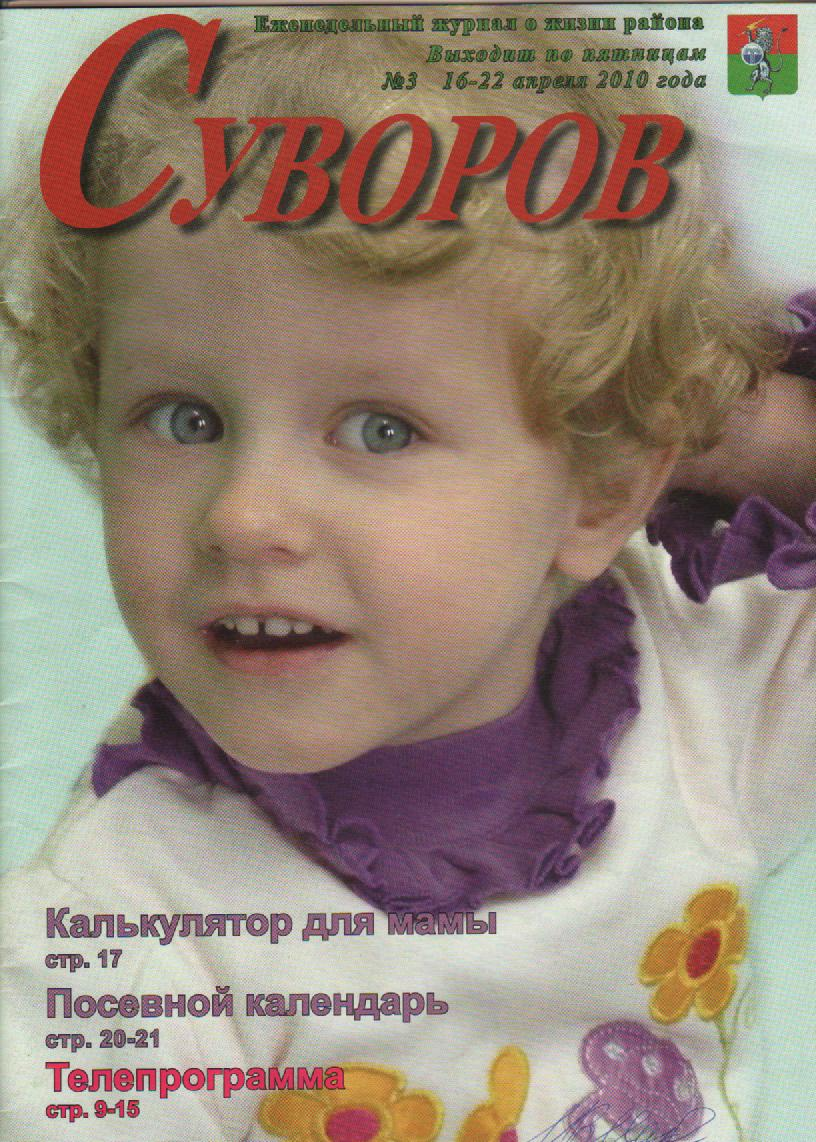 Еженедельный журнал о жизни района
Выходит по пятницам
№3 16-22 апреля 2010 года
Суворов
Калькулятор для мамы
стр. 17
Посевной календарь
стр. 20-21
Телепрограмма
стр. 9-15